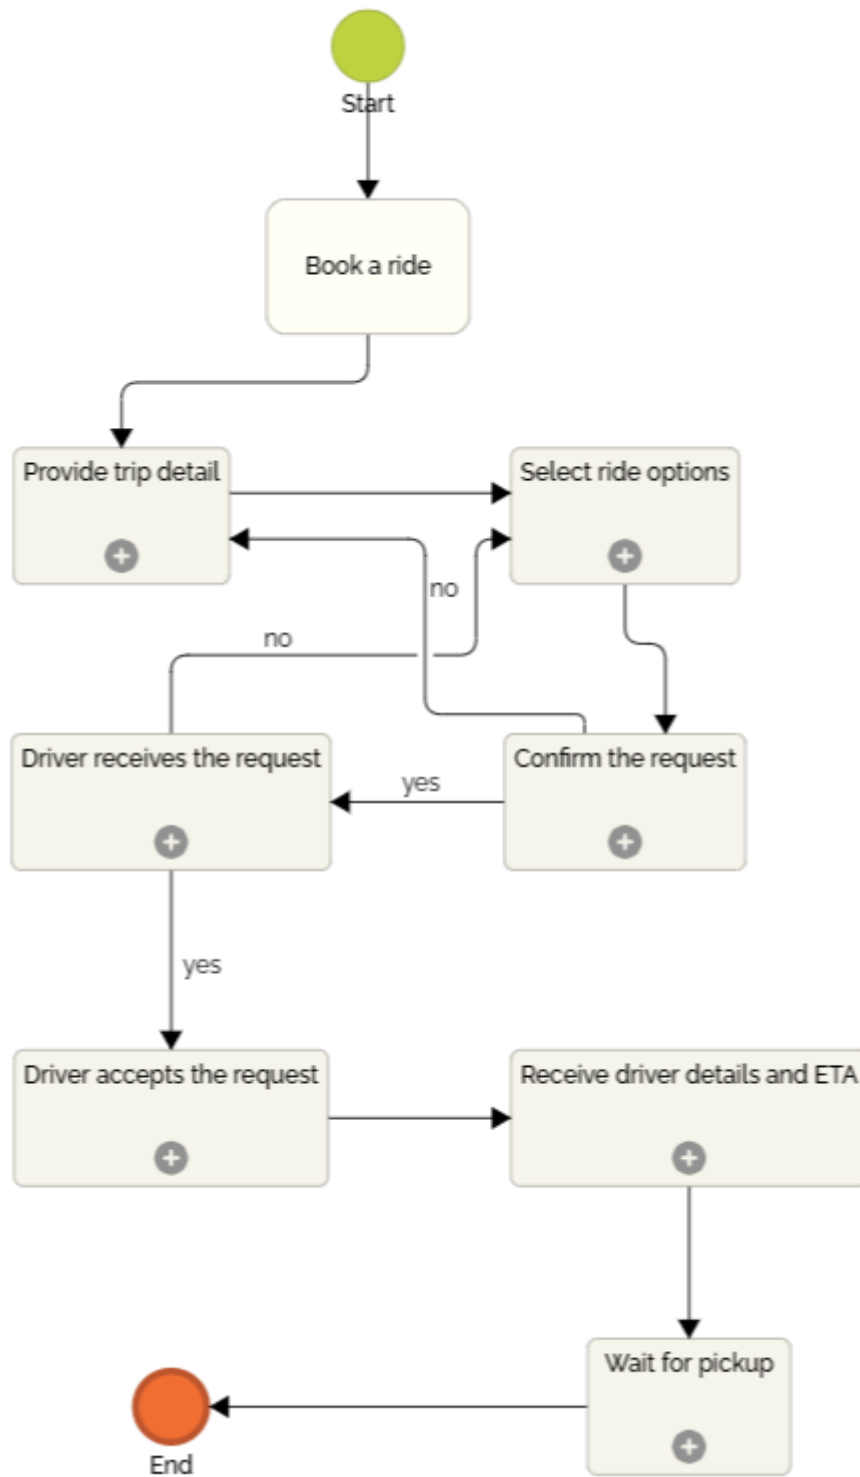 Start
Book a ride
Provide trip detail
Select ride options
no
no
Driver receives the request
yes
Confirm the request
yes
Driver accepts the request
Receive driver details and ETA
Wait for pickup
End